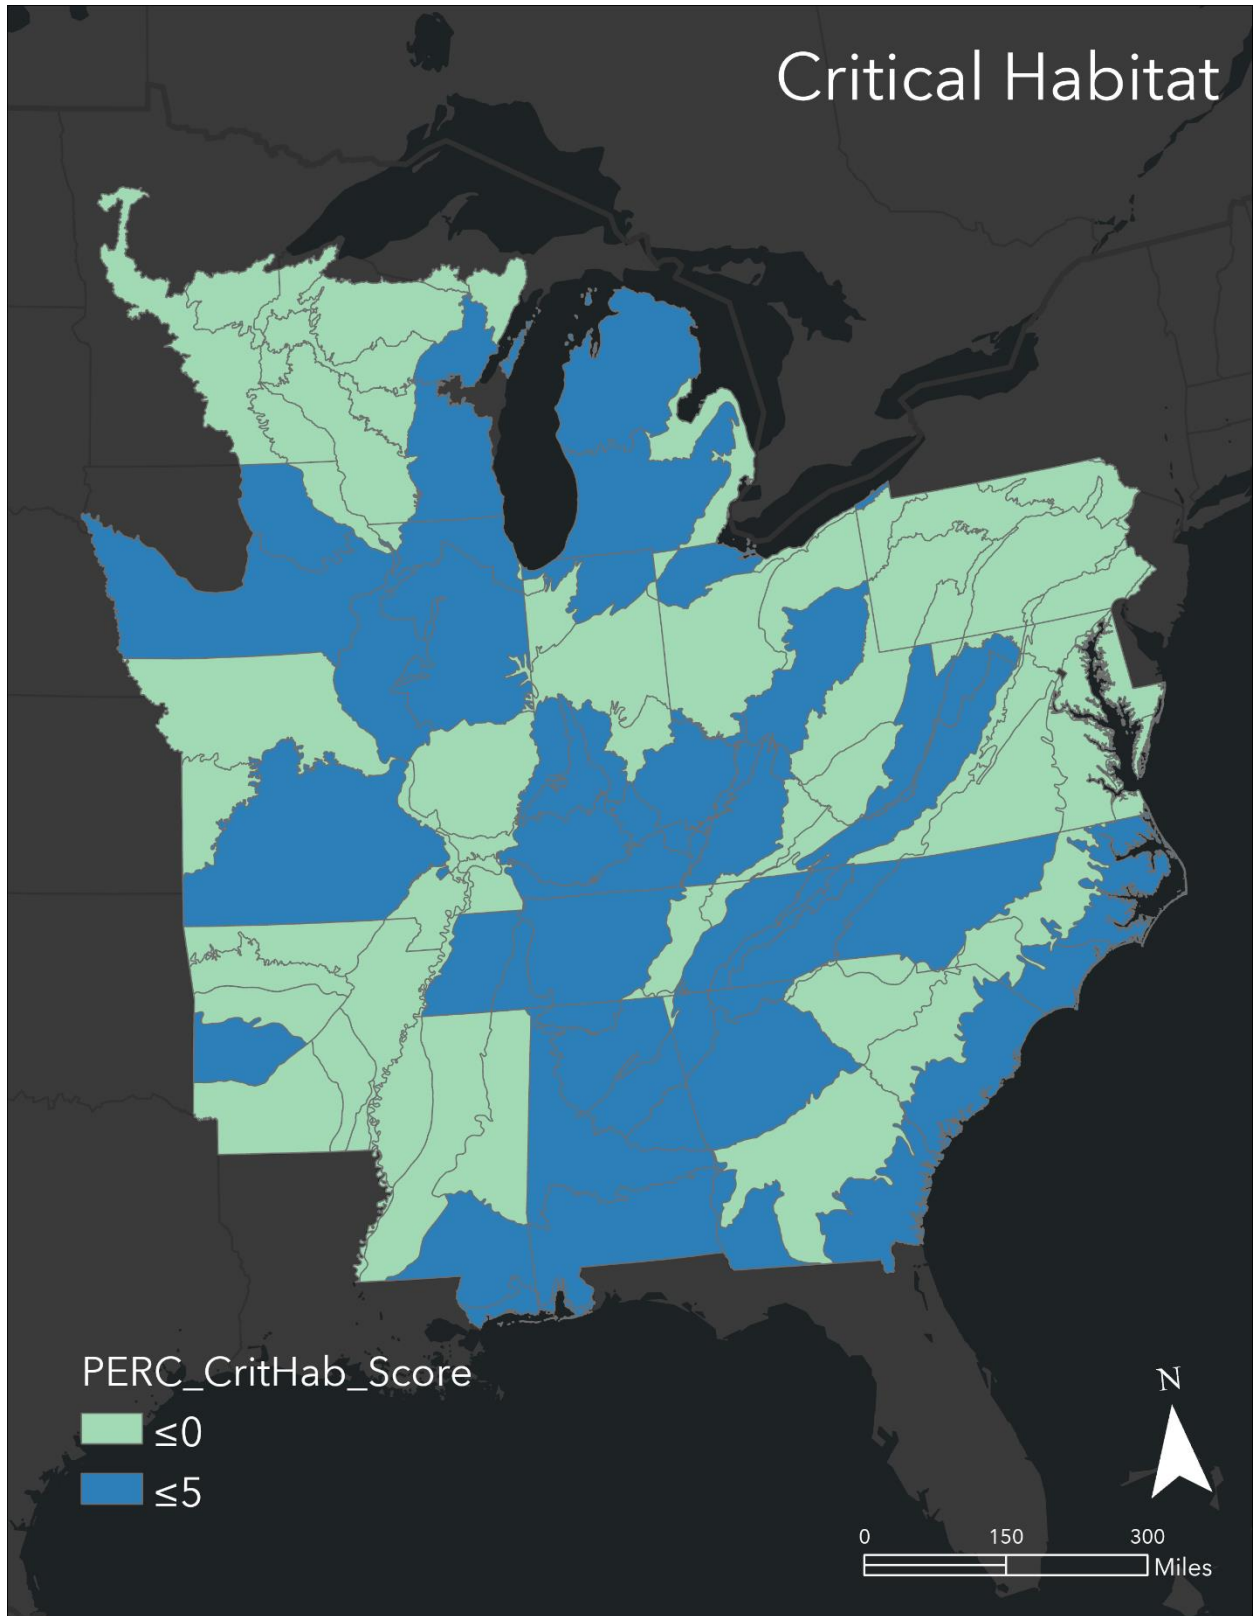 Critical Habitat
PERC_CritHab_Score
≤0
≤5
N
0 150 300
Miles